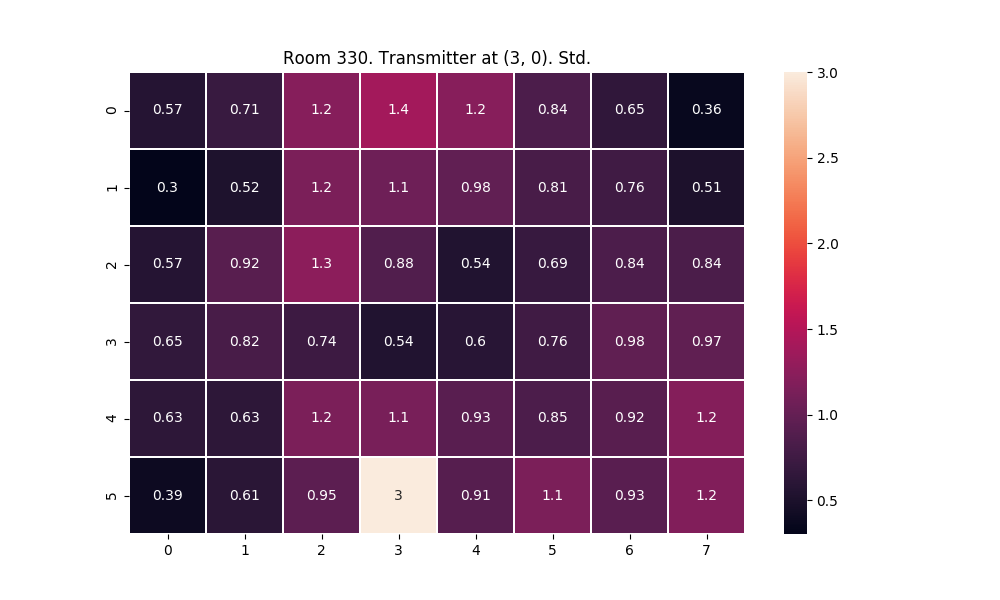 Room 330. Transmitter at (3, 0). Std.
0 0.57 0.71 1.2 1.4 1.2 0.84 0.65 0.36
1 0.3 0.52 1.2 1.1 0.98 0.81 0.76 0.51
2 0.57 0.92 1.3 0.88 0.54 0.69 0.84 0.84
3 0.65 0.82 0.74 0.54 0.6 0.76 0.98 0.97
4 0.63 0.63 1.2 1.1 0.93 0.85 0.92 1.2
5 0.39 0.61 0.95 3 0.91 1.1 0.93 1.2
0 1 2 3 4 5 6 7
3.0
2.5
2.0
1.5
1.0
0.5